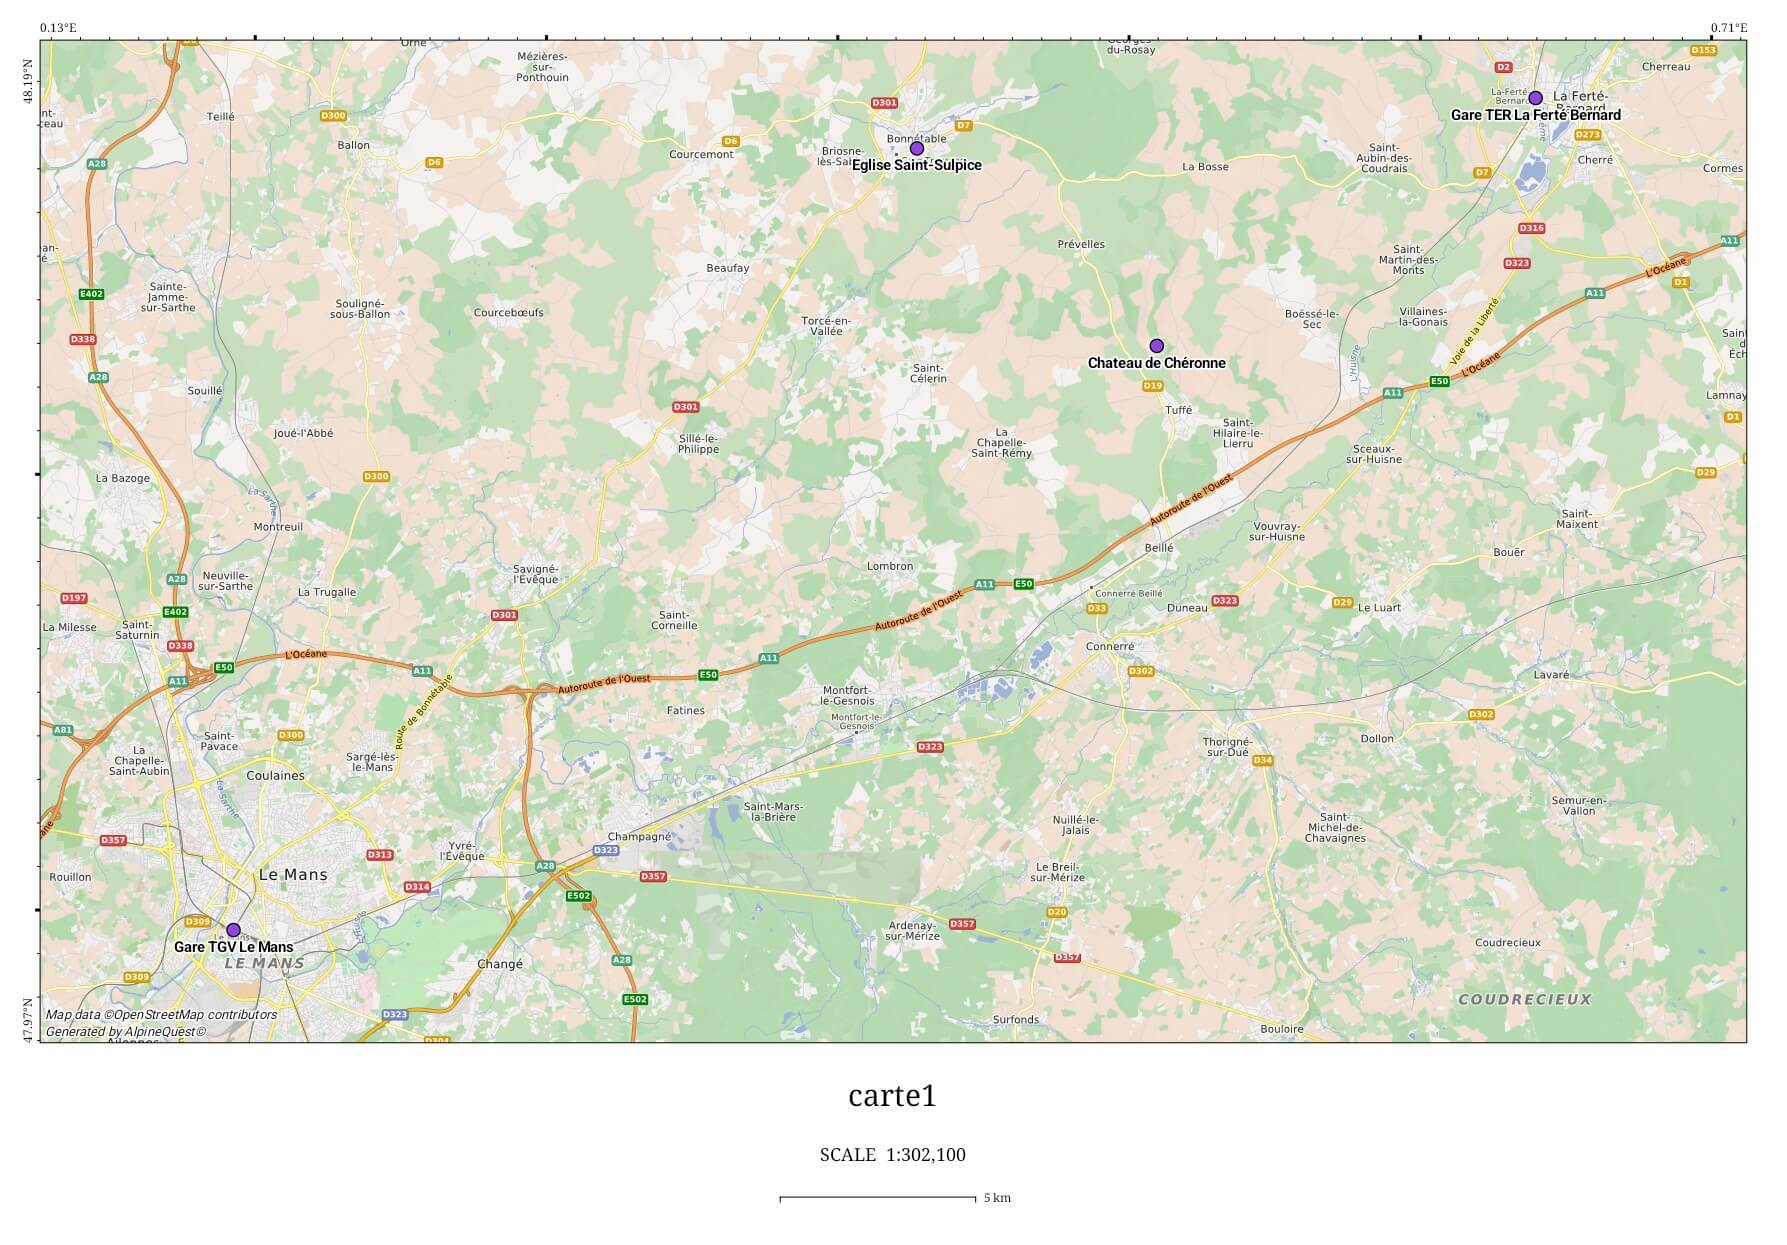 0.13°E
0.71°E
48.19°N
47.97°N
Orne
du-Rosay
D153
Mézières-
sur-
Ponthouin
D2
Cherreau
D301
La Ferté-
Bernard
Gare TER La Ferté Bernard
Teillé
D300
Ballon
D6
Courcemont
D6
Bonnétable
D7
Briosne-
Eglise Saint-Sulpice
La Bosse
Saint-
Aubin-des-
Coudrais
D273
Cherré
D7
Cormes
A28
D316
A11
Prévelles
Saint-
Martin-des-
Monts
D323
L'Océane
D1
Beaufay
E402
Sainte-
Jamme-
sur-Sarthe
Souligné-
sous-Ballon
Courcebœufs
Torcé-en-
Vallée
Boëssé-le-
Sec
Villaines-
la-Gonais
A11
Voie de la Liberté
D338
Chateau de Chéronne
L'Huisne
L'Océane
E50
A28
Saint-
Célerin
D19
A11
Souillé
D301
Tuffé
Lamnay
D1
Joué-l'Abbé
Sillé-le-
Philippe
La
Chapelle-
Saint-Rémy
Saint-
Hilaire-le-
Lierru
Sceaux-
sur-Huisne
La Bazoge
D300
Autoroute de l'Ouest
D29
La Sarthe
Montreuil
Vouvray-
sur-Huisne
Saint-
Maixent
Beillé
Bouër
A28
Neuville-
sur-Sarthe
La Trugalle
Savigné-
l'Évêque
Lombron
A11
E50
Connerré Beillé
D197
E402
D301
Saint-
Corneille
Autoroute de l'Ouest
D33
Duneau
D323
D29
Le Luart
La Milesse
Saint-
Saturnin
D338
Connerré
L'Océane
E50
A11
A11
A11
E50
D302
Lavaré
Autoroute de l'Ouest
Route de Bonnétable
Montfort-
le-Gesnois
Montfort-le-
Gesnois
Fatines
D302
A81
Saint-
Pavace
D300
D323
Thorigné-
sur-Dué
Dollon
La
Chapelle-
Saint-Aubin
Sargé-lès-
le-Mans
D34
Coulaines
La Sarthe
Saint-Mars-
la-Brière
Nuillé-le-
Jalais
Saint-
Michel-de-
Chavaignes
Semur-en-
Vallon
D357
Champagné
D313
Yvré-
l'Évêque
D323
A28
Rouillon
Le Mans
D314
D357
Le Breil-
sur-Mérize
E502
D309
D20
Gare TGV Le Mans
Ardenay-
sur-Mérize
D357
Coudrecieux
LE MANS
D357
D309
Changé
A28
E502
COUDRECIEUX
D323
Surfonds
Bouloire
Map data ©OpenStreetMap contributors
Generated by AlpineQuest©
carte1
SCALE 1:302,100
5 km